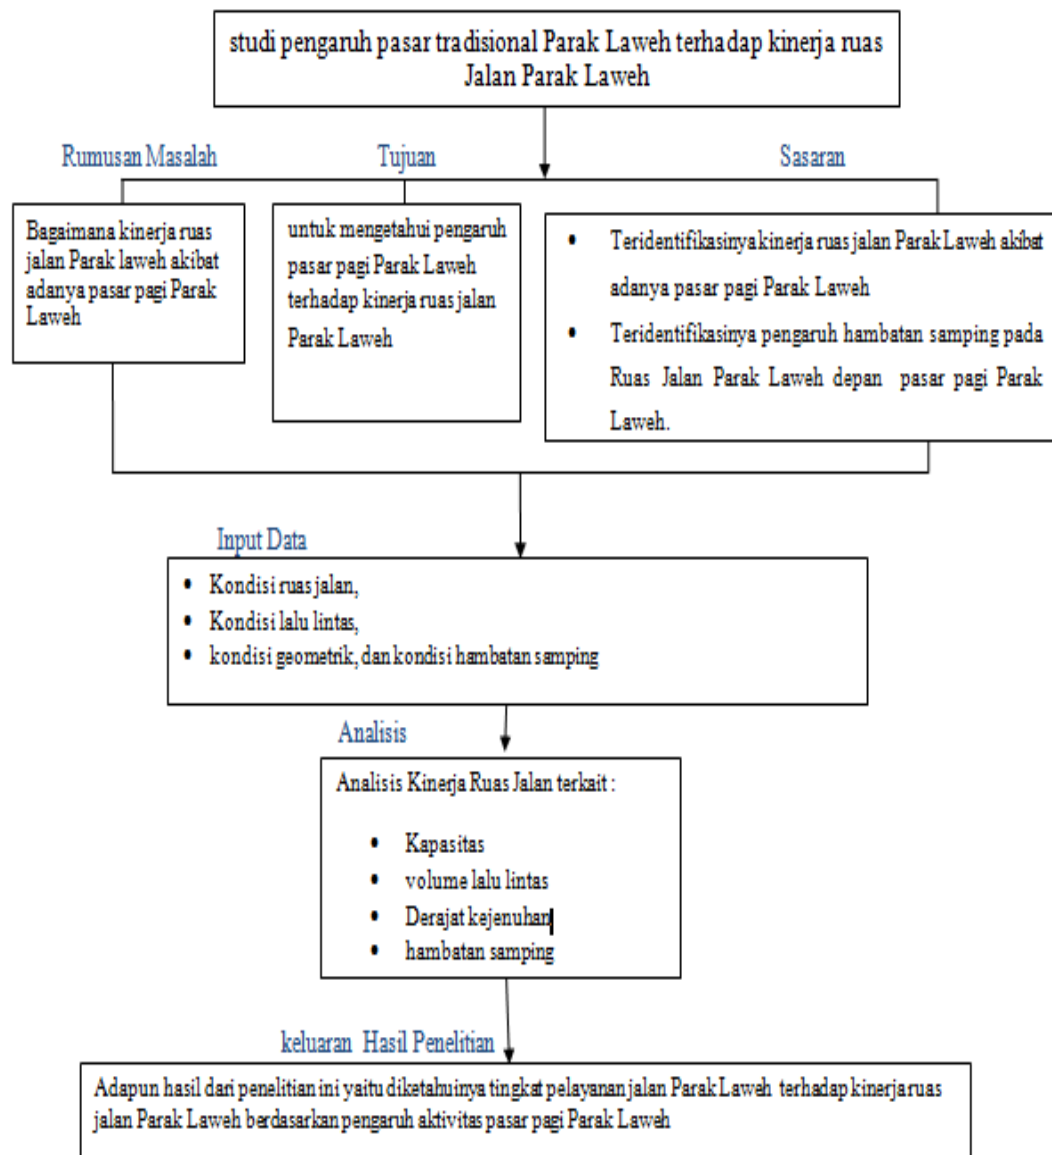 studi pengaruh pasar tradisional Parak Laweh terhadap kinerja ruas
Jalan Parak Laweh
Rumusan Masalah
Tujuan
Sasaran
Bagaimana kinerja ruas
jalan Parak laweh akibat
adanya pasar pagi Parak
Laweh
untuk mengetahui pengaruh
pasar pagi Parak Laweh
terhadap kinerja ruas jalan
Parak Laweh
• Teridentifikasinya kinerja ruas jalan Parak Laweh akibat
adanya pasar pagi Parak Laweh
• Teridentifikasinya pengaruh hambatan samping pada
Ruas Jalan Parak Laweh depan pasar pagi Parak
Laweh.
Input Data
• Kondisi ruas jalan,
• Kondisi lalu lintas,
• kondisi geometrik, dan kondisi hambatan samping
Analisis
Analisis Kinerja Ruas Jalan terkait :
• Kapasitas
• volume lalu lintas
• Derajat kejenuhan
• hambatan samping
keluaran Hasil Penelitian
Adapun hasil dari penelitian ini yaitu diketahuinya tingkat pelayanan jalan Parak Laweh terhadap kinerja ruas
jalan Parak Laweh berdasarkan pengaruh aktivitas pasar pagi Parak Laweh